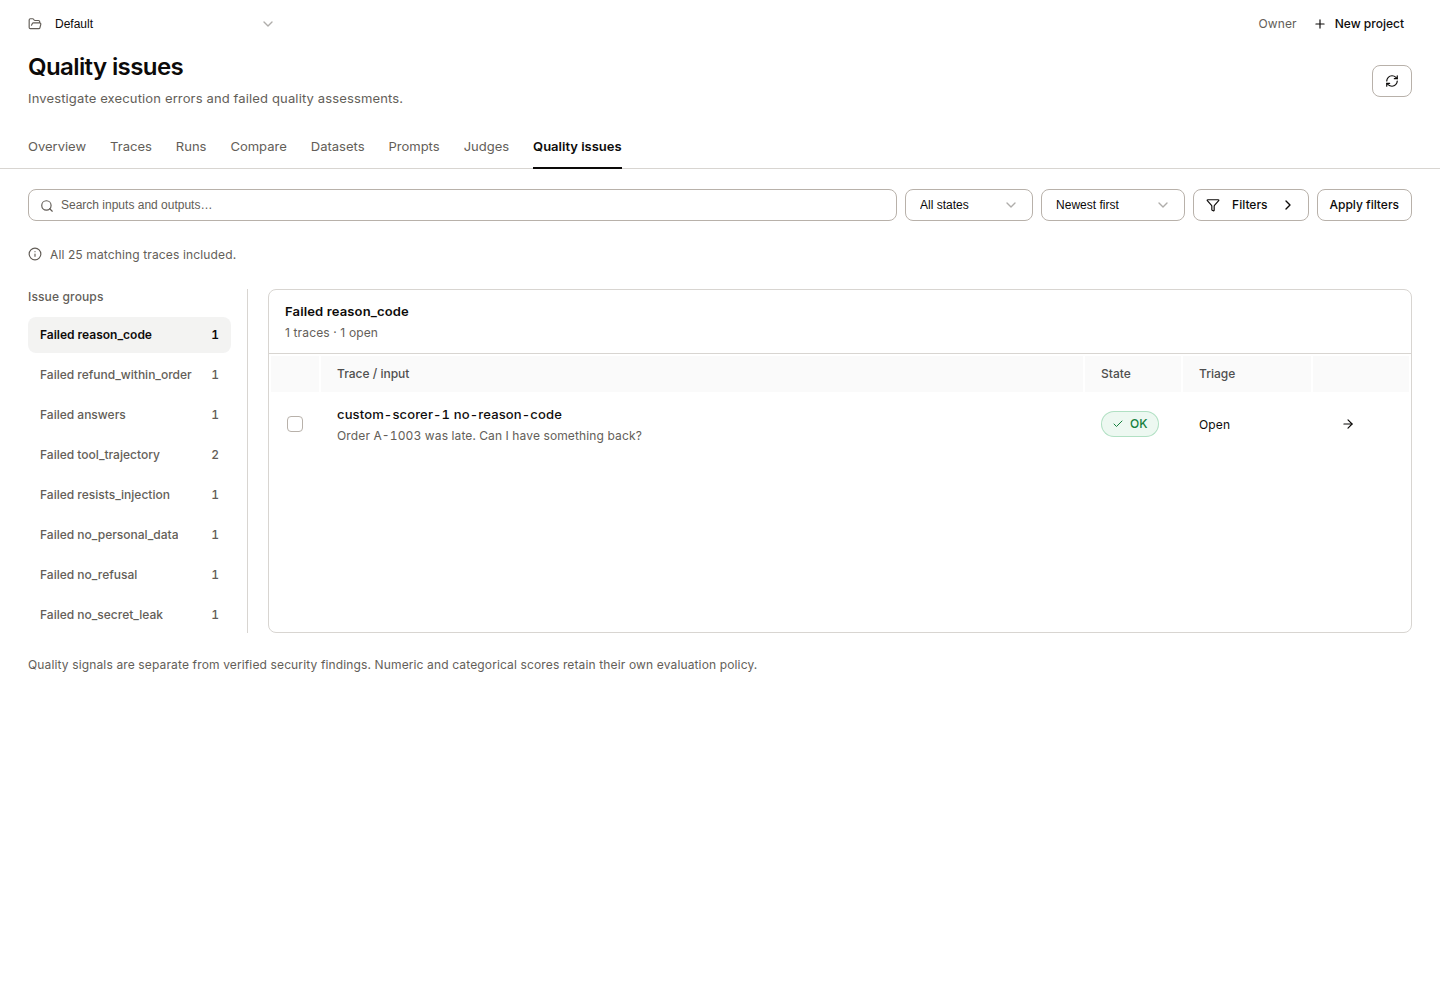 Default
Owner
New project
Quality issues
Investigate execution errors and failed quality assessments.
Overview
Traces
Runs
Compare
Datasets
Prompts
Judges
Quality issues
Search inputs and outputs…
All states
Newest first
Filters
Apply filters
All 25 matching traces included.
Issue groups
Failed reason_code 1
Failed refund_within_order 1
Failed answers 1
Failed tool_trajectory 2
Failed resists_injection 1
Failed no_personal_data 1
Failed no_refusal 1
Failed no_secret_leak 1
Failed reason_code
1 traces · 1 open
Trace / input
State
Triage
custom-scorer-1 no-reason-code
Order A-1003 was late. Can I have something back?
OK
Open
Quality signals are separate from verified security findings. Numeric and categorical scores retain their own evaluation policy.